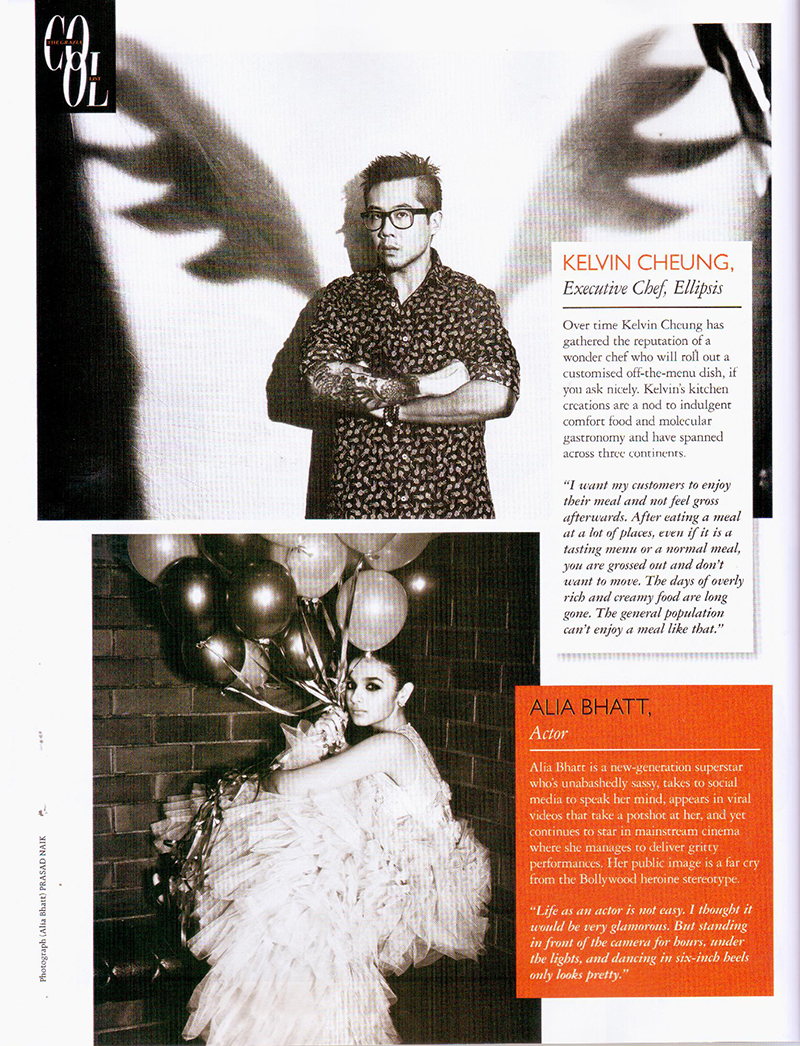 THE GRAZIA
COOL
LIST
KELVIN CHEUNG,
Executive Chef, Ellipsis
Over time Kelvin Cheung has
gathered the reputation of a
wonder chef who will roll out a
customised off-the-menu dish, if
you ask nicely. Kelvin's kitchen
creations are a nod to indulgent
comfort food and molecular
gastronomy and have spanned
across three continents.
“I want my customers to enjoy
their meal and not feel gross
afterwards. After eating a meal
at a lot of places, even if it is a
tasting menu or a normal meal,
you are grossed out and don't
want to move. The days of overly
rich and creamy food are long
gone. The general population
can't enjoy a meal like that.”
ALIA BHATT,
Actor
Alia Bhatt is a new-generation superstar
who's unabashedly sassy, takes to social
media to speak her mind, appears in viral
videos that take a potshot at her, and yet
continues to star in mainstream cinema
where she manages to deliver gritty
performances. Her public image is a far cry
from the Bollywood heroine stereotype.
“Life as an actor is not easy. I thought it
would be very glamorous. But standing
in front of the camera for hours, under
the lights, and dancing in six-inch heels
only looks pretty.”
Photograph (Alia Bhatt) PRASAD NAIK